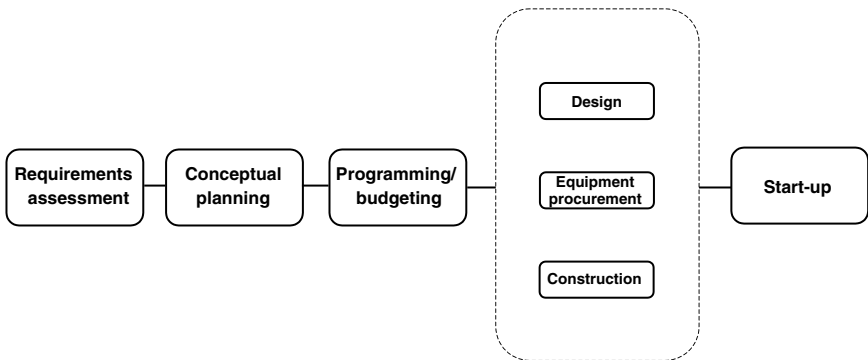 Requirements
assessment
Conceptual
planning
Programming/
budgeting
Design
Equipment
procurement
Construction
Start-up